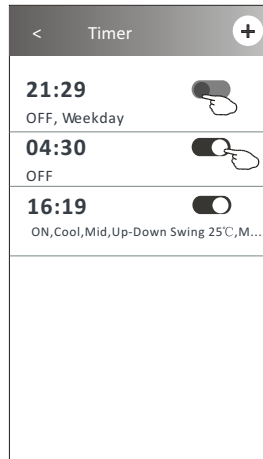 < Timer +
21:29
OFF, Weekday
04:30
OFF
16:19
ON,Cool,Mid,Up-Down Swing 25℃,M...